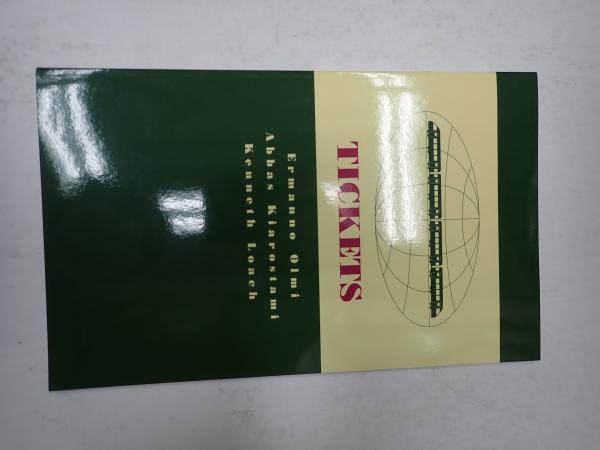 TICKETS
Ermanno Olmi
Abbas Kiarostami
Kenneth Loach